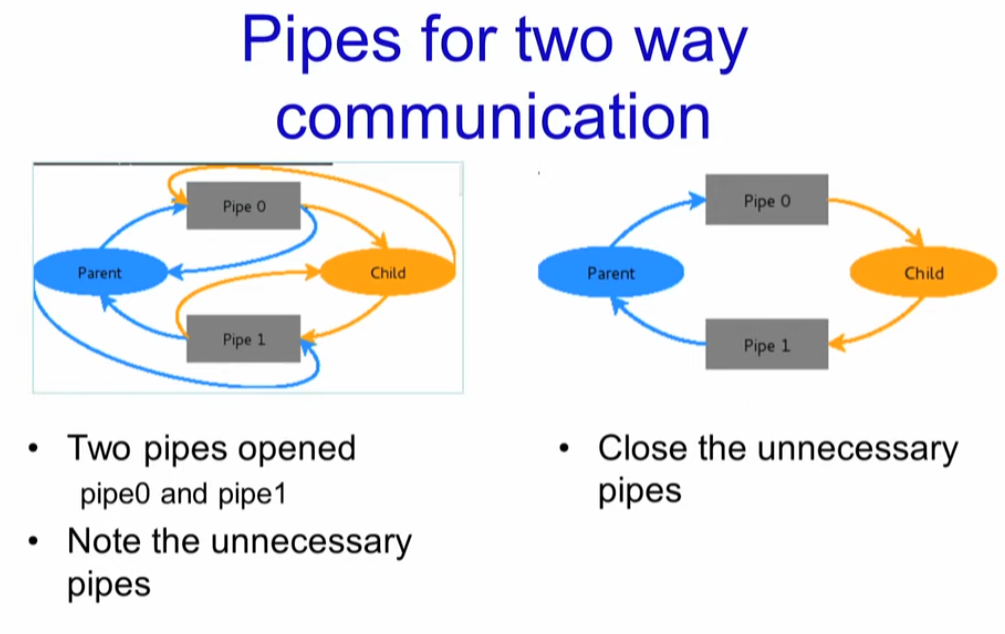 Pipes for two way
communication
Pipe 0
Parent
Child
Pipe 1
Pipe 0
Parent
Child
Pipe 1
• Two pipes opened
pipe0 and pipe1
• Note the unnecessary
pipes
• Close the unnecessary
pipes